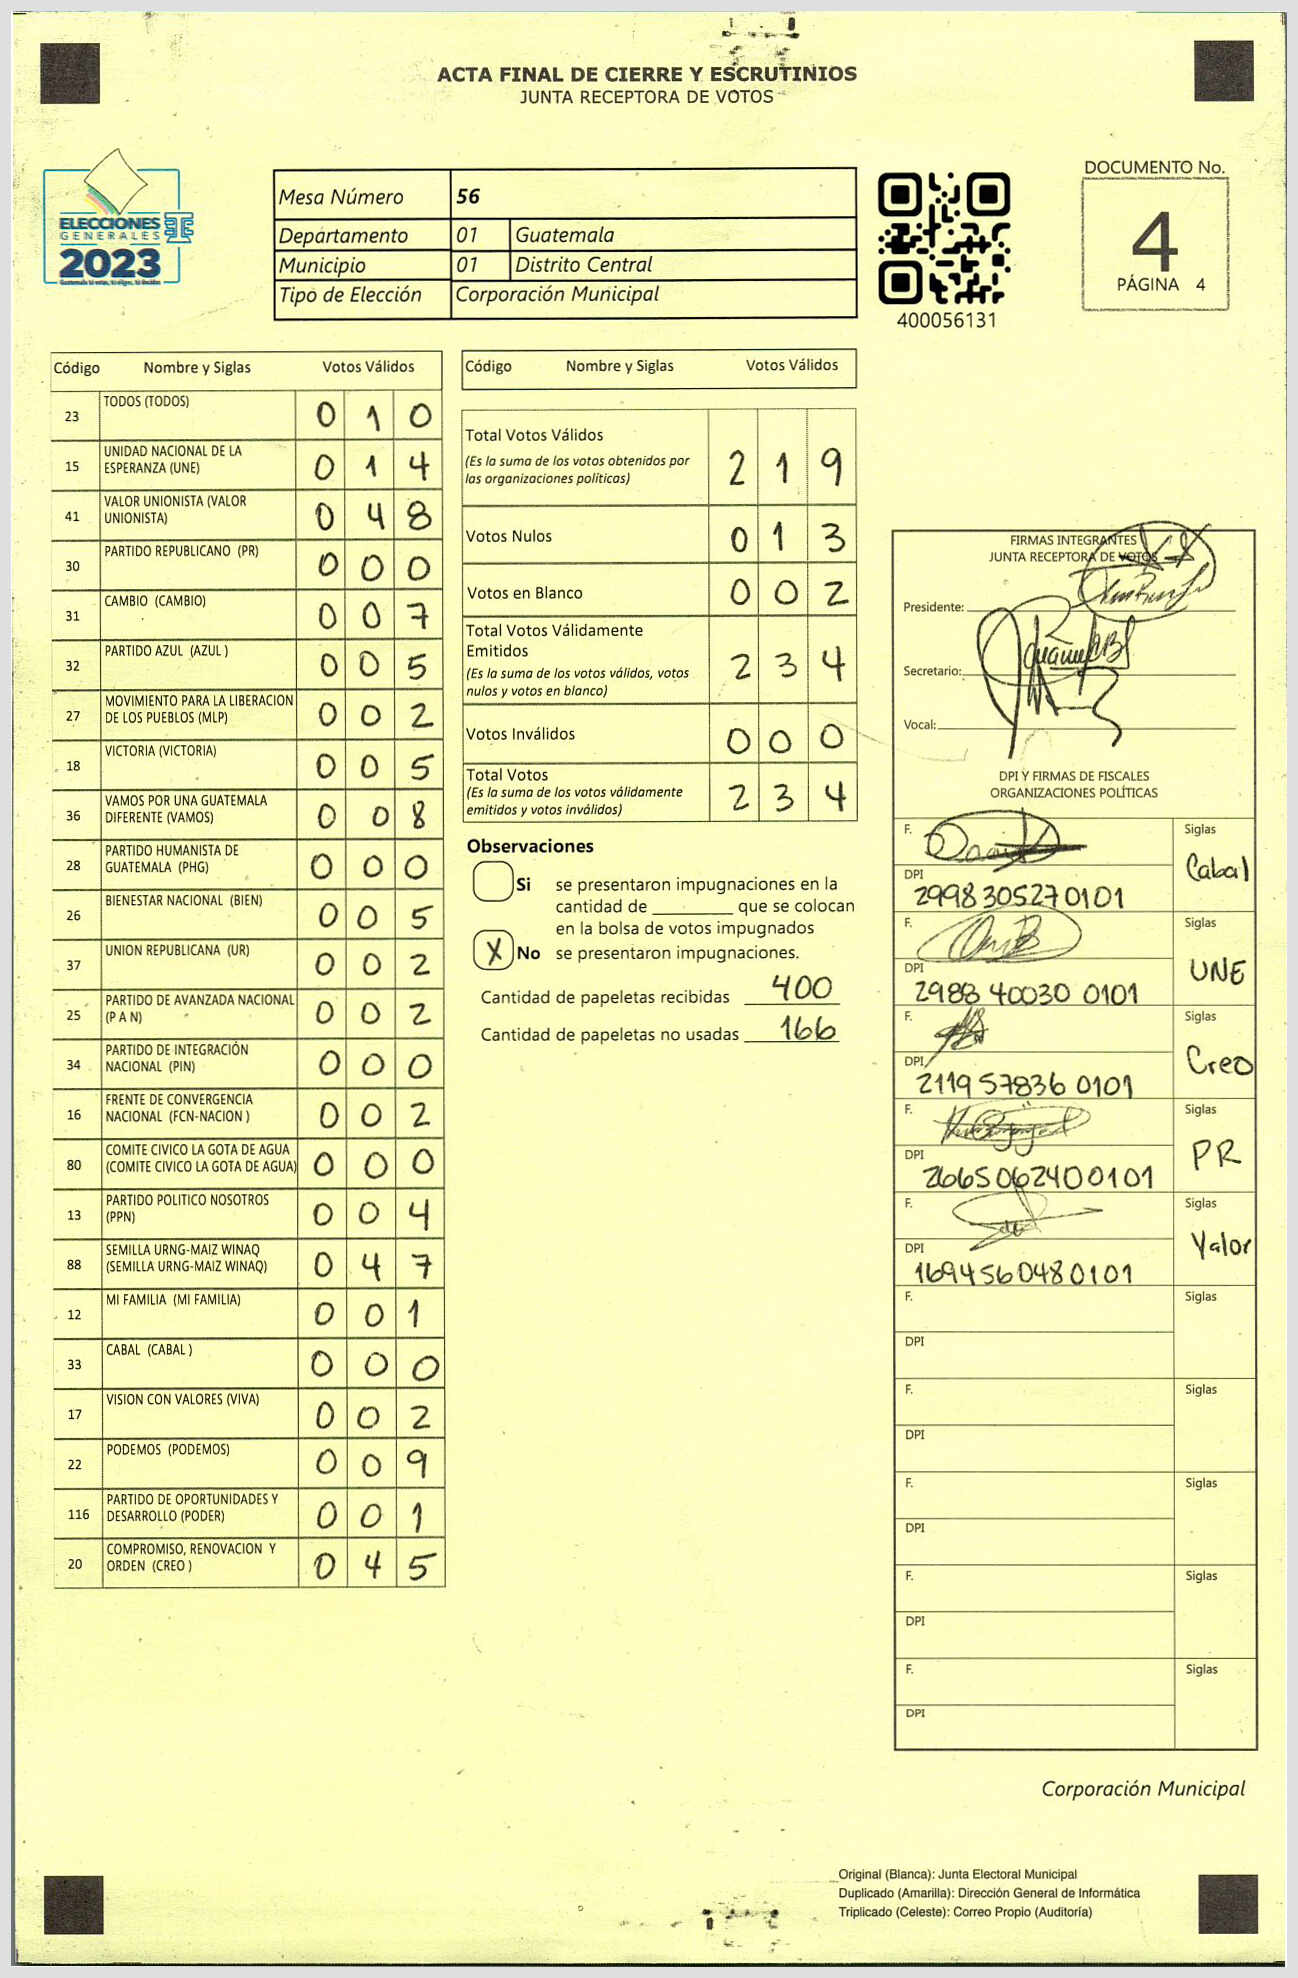 ACTA FINAL DE CIERRE Y ESCRUTINIOS
JUNTA RECEPTORA DE VOTOS
ELECCIONES
GENERALES
2023
Mesa Número 56
Departamento 01 Guatemala
Municipio 01 Distrito Central
Tipo de Elección Corporación Municipal
400056131
DOCUMENTO No.
4
PÁGINA 4
Código Nombre y Siglas Votos Válidos
23 TODOS (TODOS) 0 1 0
15 UNIDAD NACIONAL DE LA
ESPERANZA (UNE) 0 1 4
41 VALOR UNIONISTA (VALOR
UNIONISTA) 0 4 8
30 PARTIDO REPUBLICANO (PR) 0 0 0
31 CAMBIO (CAMBIO) 0 0 7
32 PARTIDO AZUL (AZUL ) 0 0 5
27 MOVIMIENTO PARA LA LIBERACION
DE LOS PUEBLOS (MLP) 0 0 2
18 VICTORIA (VICTORIA) 0 0 5
36 VAMOS POR UNA GUATEMALA
DIFERENTE (VAMOS) 0 0 8
28 PARTIDO HUMANISTA DE
GUATEMALA (PHG) 0 0 0
26 BIENESTAR NACIONAL (BIEN) 0 0 5
37 UNION REPUBLICANA (UR) 0 0 2
25 PARTIDO DE AVANZADA NACIONAL
(P A N) 0 0 2
34 PARTIDO DE INTEGRACIÓN
NACIONAL (PIN) 0 0 0
16 FRENTE DE CONVERGENCIA
NACIONAL (FCN-NACION ) 0 0 2
80 COMITE CIVICO LA GOTA DE AGUA
(COMITE CIVICO LA GOTA DE AGUA) 0 0 0
13 PARTIDO POLITICO NOSOTROS
(PPN) 0 0 4
88 SEMILLA URNG-MAIZ WINAQ
(SEMILLA URNG-MAIZ WINAQ) 0 4 7
12 MI FAMILIA (MI FAMILIA) 0 0 1
33 CABAL (CABAL ) 0 0 0
17 VISION CON VALORES (VIVA) 0 0 2
22 PODEMOS (PODEMOS) 0 0 9
116 PARTIDO DE OPORTUNIDADES Y
DESARROLLO (PODER) 0 0 1
20 COMPROMISO, RENOVACION Y
ORDEN (CREO ) 0 4 5
Código Nombre y Siglas Votos Válidos
Total Votos Válidos
(Es la suma de los votos obtenidos por
las organizaciones políticas) 2 1 9
Votos Nulos 0 1 3
Votos en Blanco 0 0 2
Total Votos Válidamente
Emitidos
(Es la suma de los votos válidos, votos
nulos y votos en blanco) 2 3 4
Votos Inválidos 0 0 0
Total Votos
(Es la suma de los votos válidamente
emitidos y votos inválidos) 2 3 4
Observaciones
Si se presentaron impugnaciones en la
cantidad de _________ que se colocan
en la bolsa de votos impugnados
X No se presentaron impugnaciones.
Cantidad de papeletas recibidas 400
Cantidad de papeletas no usadas 166
FIRMAS INTEGRANTES
JUNTA RECEPTORA DE VOTOS
Presidente:
Secretario:
Vocal:
DPI Y FIRMAS DE FISCALES
ORGANIZACIONES POLÍTICAS
F. Siglas
Cabal
DPI
2998305270101
F. Siglas
UNE
DPI
2988 40030 0101
F. Siglas
Creo
DPI
2119 57836 0101
F. Siglas
PR
DPI
2665062400101
F. Siglas
Valor
DPI
1694560480101
F. Siglas
DPI
F. Siglas
DPI
F. Siglas
DPI
F. Siglas
DPI
F. Siglas
DPI
Corporación Municipal
Original (Blanca): Junta Electoral Municipal
Duplicado (Amarilla): Dirección General de Informática
Triplicado (Celeste): Correo Propio (Auditoría)